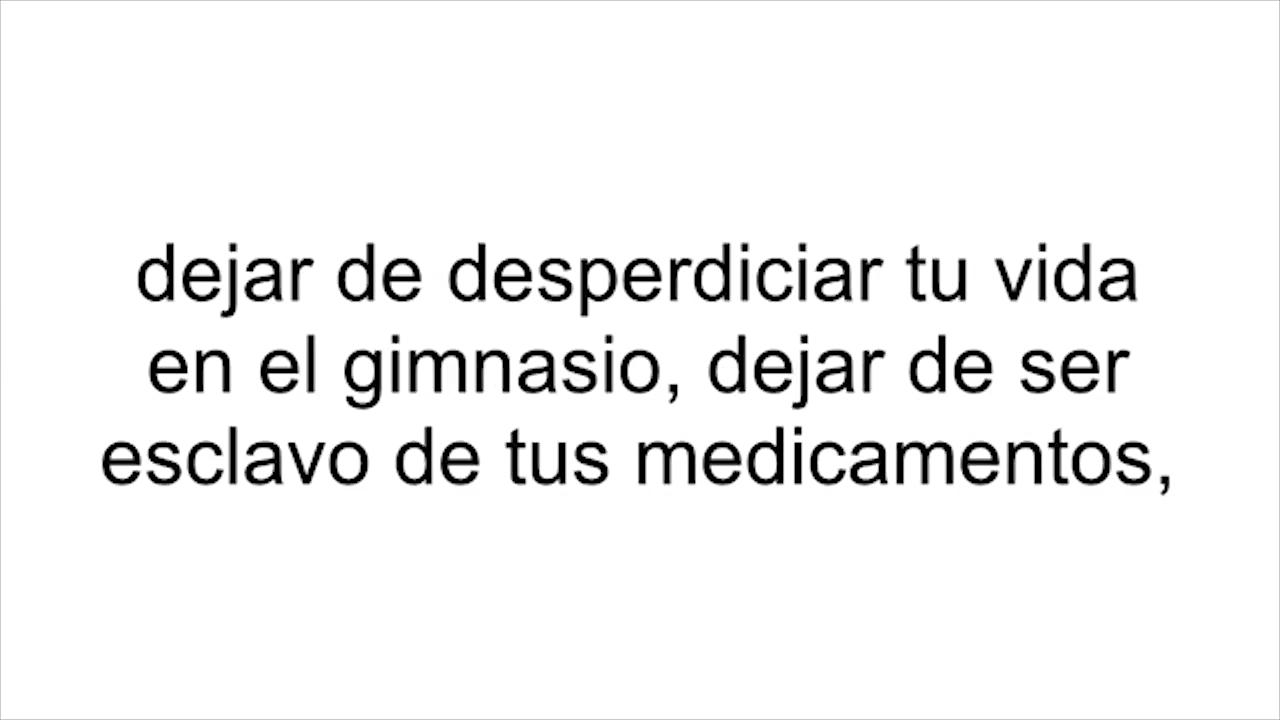 dejar de desperdiciar tu vida
en el gimnasio, dejar de ser
esclavo de tus medicamentos,